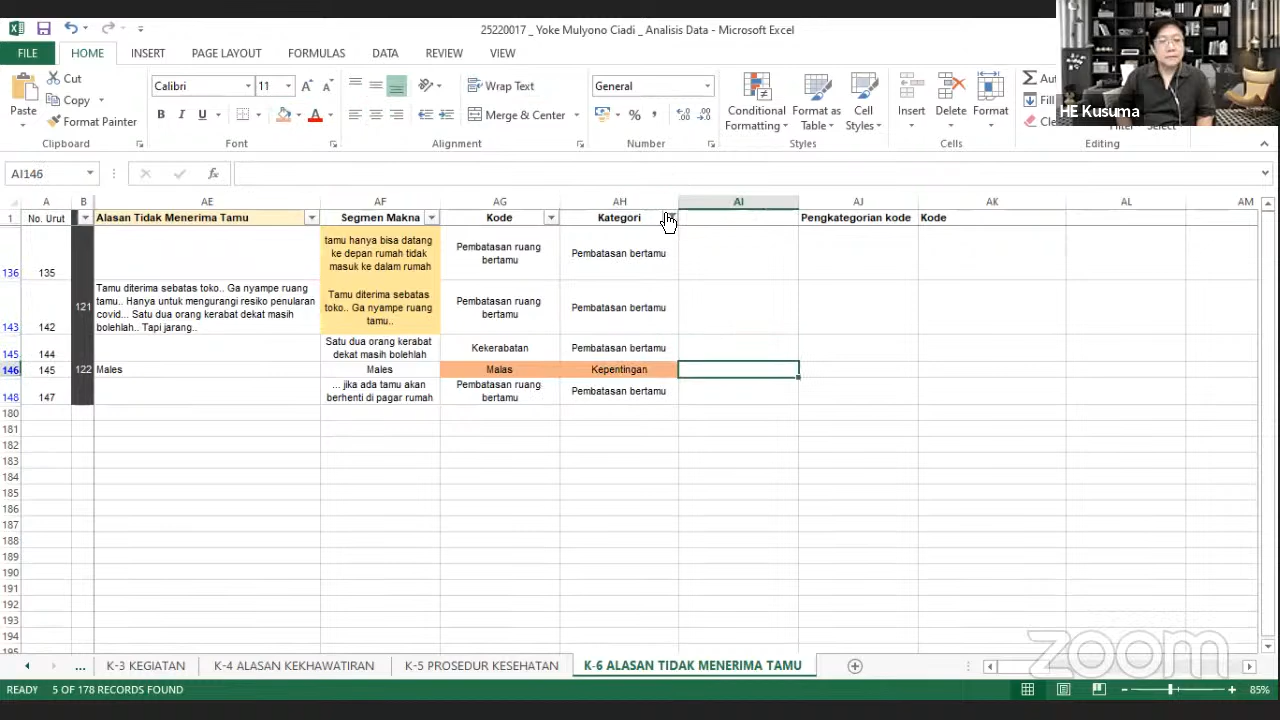 25220017 _ Yoke Mulyono Ciadi _ Analisis Data - Microsoft Excel
FILE HOME INSERT PAGE LAYOUT FORMULAS DATA REVIEW VIEW
HE Kusuma
Paste
Cut
Copy
Format Painter
Clipboard
Calibri 11
B I U
Font
Wrap Text
Merge & Center
Alignment
General
% , .00
Number
Conditional Formatting
Format as Table
Cell Styles
Styles
Insert Delete Format
Cells
Aut
Fill
Cle
Filter Select
Editing
AI146 fx
A B AE AF AG AH AI AJ AK AL AM
1 No. Urut Alasan Tidak Menerima Tamu Segmen Makna Kode Kategori Pengkategorian kode Kode
136 135
tamu hanya bisa datang
ke depan rumah tidak
masuk ke dalam rumah
Pembatasan ruang
bertamu
Pembatasan bertamu
143 142 121
Tamu diterima sebatas toko.. Ga nyampe ruang
tamu.. Hanya untuk mengurangi resiko penularan
covid... Satu dua orang kerabat dekat masih
bolehlah.. Tapi jarang..
Tamu diterima sebatas
toko.. Ga nyampe ruang
tamu..
Pembatasan ruang
bertamu
Pembatasan bertamu
145 144
Satu dua orang kerabat
dekat masih bolehlah
Kekerabatan
Pembatasan bertamu
146 145 122 Males Males Malas Kepentingan
148 147
... jika ada tamu akan
berhenti di pagar rumah
Pembatasan ruang
bertamu
Pembatasan bertamu
180
181
182
183
184
185
186
187
188
189
190
191
192
193
194
195
zoom
... K-3 KEGIATAN K-4 ALASAN KEKHAWATIRAN K-5 PROSEDUR KESEHATAN K-6 ALASAN TIDAK MENERIMA TAMU
READY 5 OF 178 RECORDS FOUND 85%